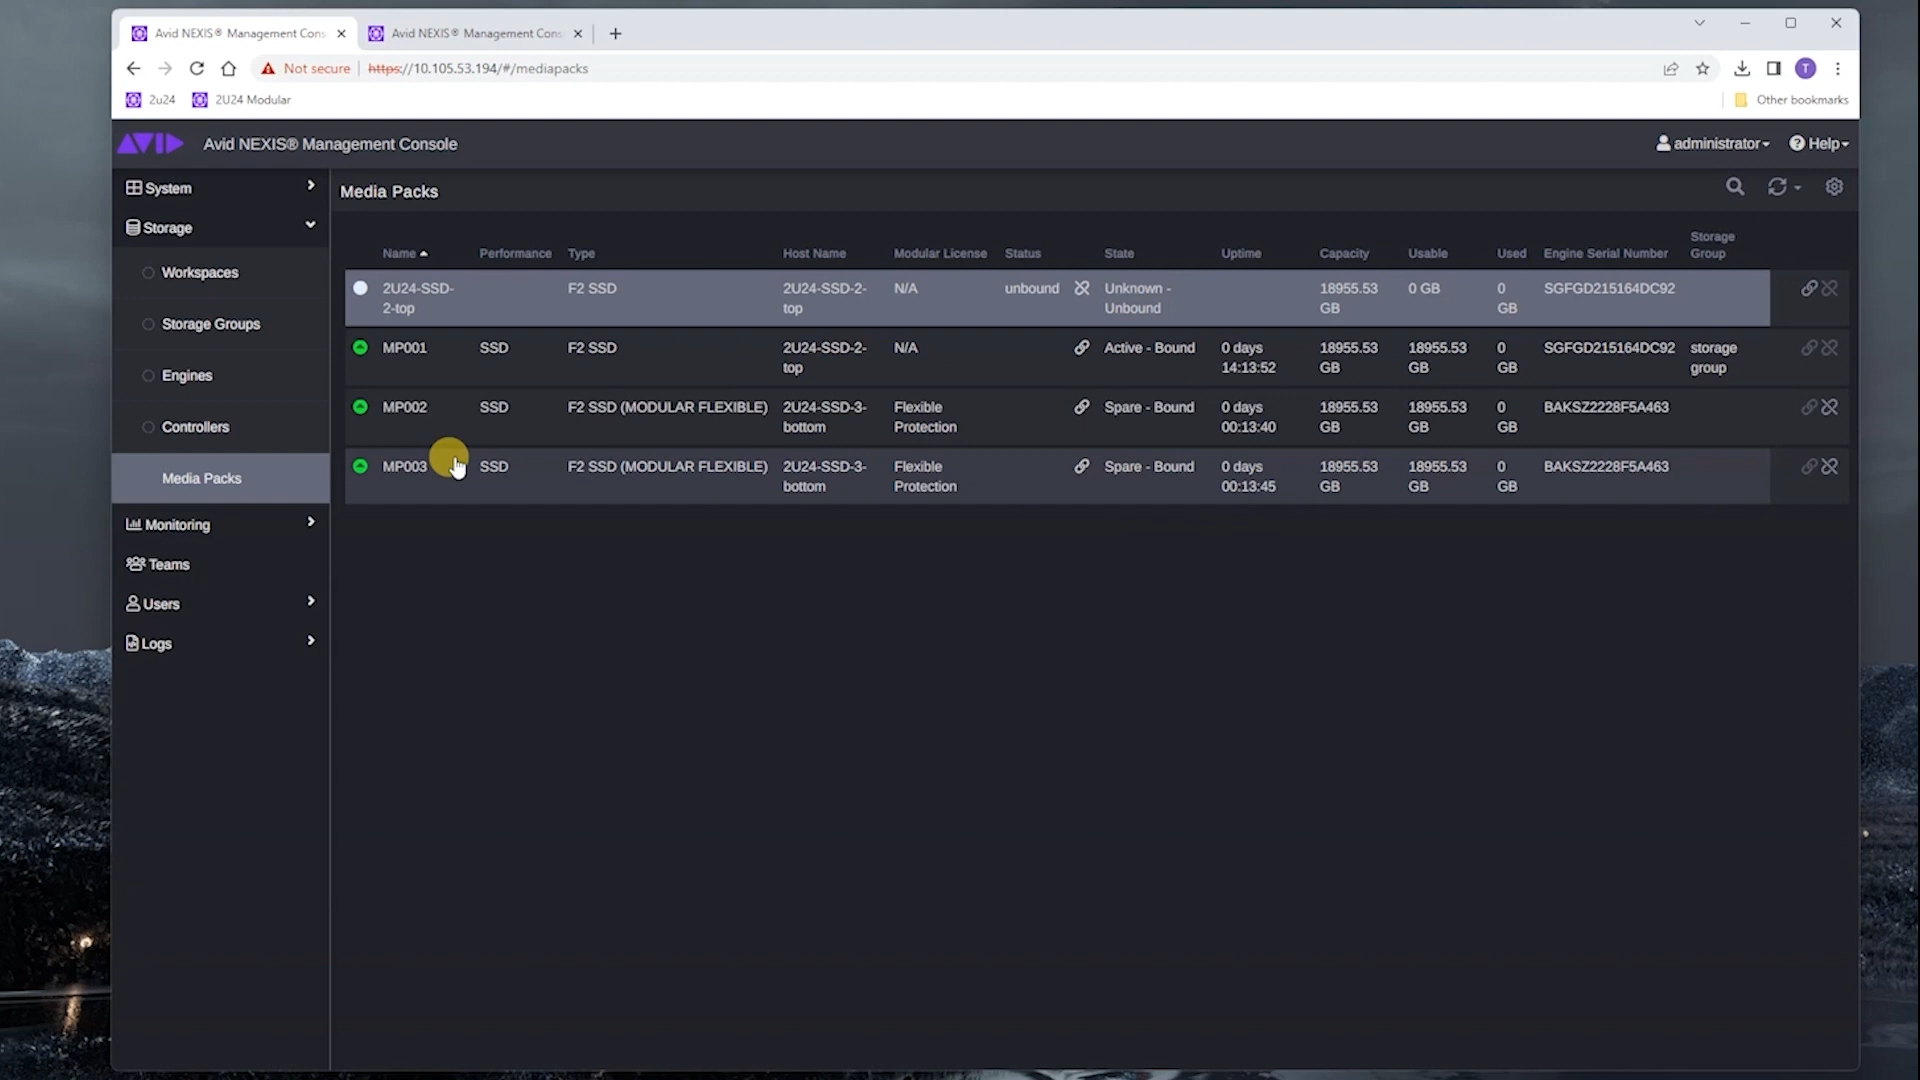 Avid NEXIS® Management Cons
Avid NEXIS® Management Cons
Not secure
https://10.105.53.194/#/mediapacks
T
2u24
2U24 Modular
Other bookmarks
AVID
Avid NEXIS® Management Console
administrator
Help
System
Storage
Workspaces
Storage Groups
Engines
Controllers
Media Packs
Monitoring
Teams
Users
Logs
Media Packs
Name Performance Type Host Name Modular License Status State Uptime Capacity Usable Used Engine Serial Number Storage
Group
2U24-SSD- F2 SSD 2U24-SSD-2- N/A unbound Unknown - 18955.53 0 GB 0 SGFGD215164DC92
2-top top Unbound GB GB
MP001 SSD F2 SSD 2U24-SSD-2- N/A Active - Bound 0 days 18955.53 18955.53 0 SGFGD215164DC92 storage
top 14:13:52 GB GB GB group
MP002 SSD F2 SSD (MODULAR FLEXIBLE) 2U24-SSD-3- Flexible Spare - Bound 0 days 18955.53 18955.53 0 BAKSZ2228F5A463
bottom Protection 00:13:40 GB GB GB
MP003 SSD F2 SSD (MODULAR FLEXIBLE) 2U24-SSD-3- Flexible Spare - Bound 0 days 18955.53 18955.53 0 BAKSZ2228F5A463
bottom Protection 00:13:45 GB GB GB